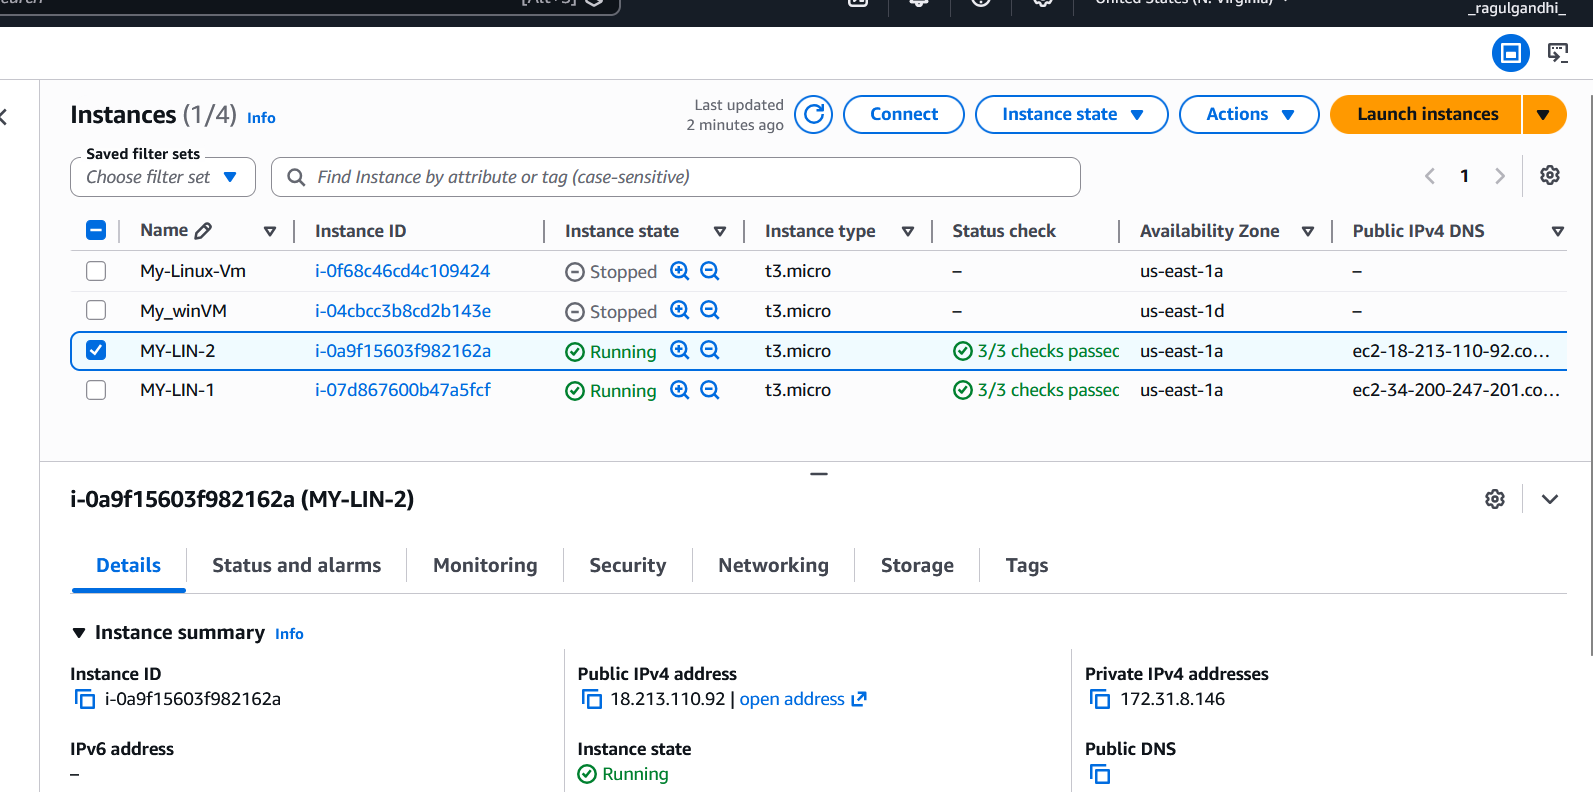 United States (N. Virginia)
_ragulgandhi_
Instances (1/4) Info
Last updated
2 minutes ago
Connect
Instance state
Actions
Launch instances
Saved filter sets
Choose filter set
Find Instance by attribute or tag (case-sensitive)
1
Name Instance ID Instance state Instance type Status check Availability Zone Public IPv4 DNS
My-Linux-Vm i-0f68c46cd4c109424 Stopped t3.micro – us-east-1a –
My_winVM i-04cbcc3b8cd2b143e Stopped t3.micro – us-east-1d –
MY-LIN-2 i-0a9f15603f982162a Running t3.micro 3/3 checks passed us-east-1a ec2-18-213-110-92.co...
MY-LIN-1 i-07d867600b47a5fcf Running t3.micro 3/3 checks passed us-east-1a ec2-34-200-247-201.co...
i-0a9f15603f982162a (MY-LIN-2)
Details Status and alarms Monitoring Security Networking Storage Tags
Instance summary Info
Instance ID
i-0a9f15603f982162a
Public IPv4 address
18.213.110.92 | open address
Private IPv4 addresses
172.31.8.146
IPv6 address
–
Instance state
Running
Public DNS